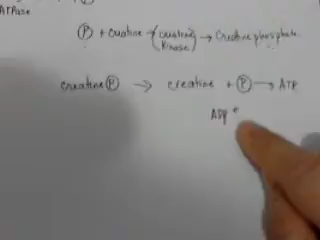 ATPase
Ⓟ + creatine → (creatine kinase) → Creatine phosphate
creatine Ⓟ → creatine + Ⓟ → ATP
ADP +